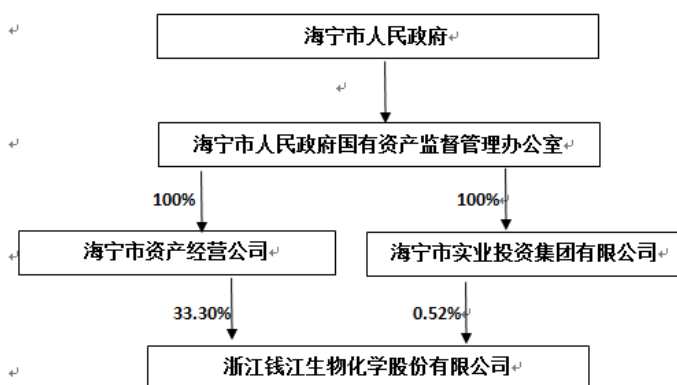 海宁市人民政府
海宁市人民政府国有资产监督管理办公室
100%
100%
海宁市资产经营公司
海宁市实业投资集团有限公司
33.30%
0.52%
浙江钱江生物化学股份有限公司